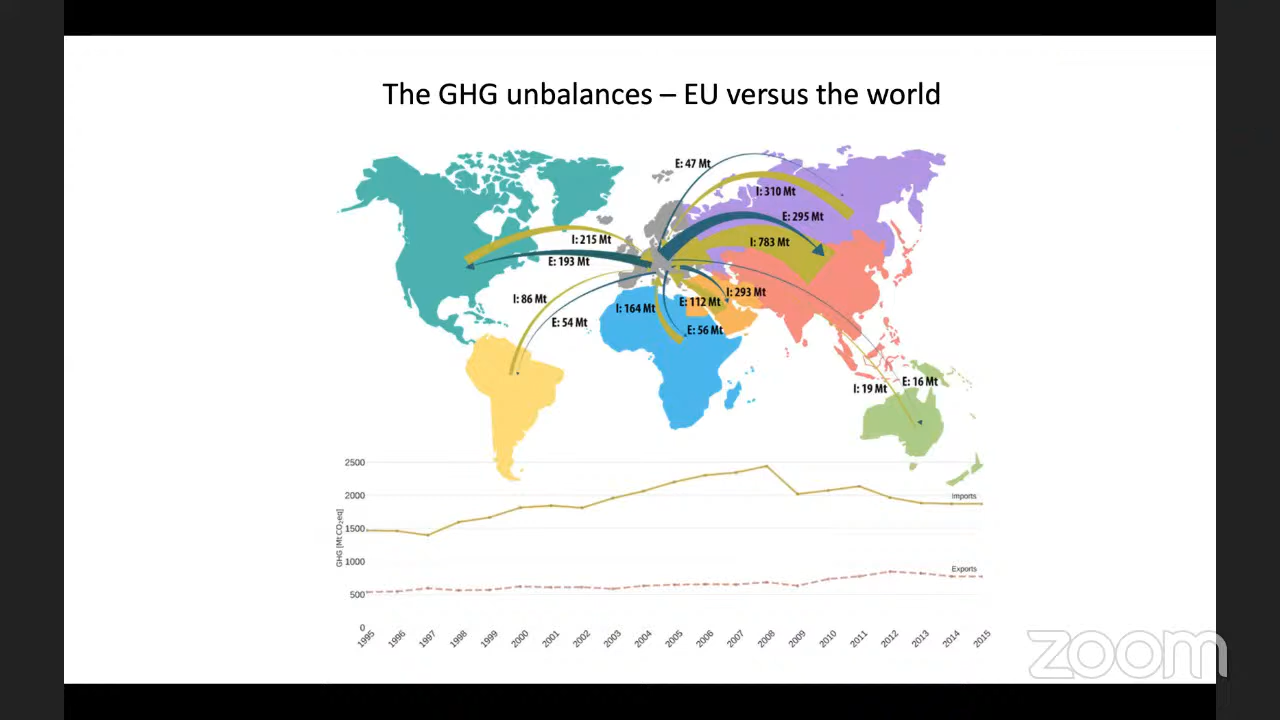 The GHG unbalances – EU versus the world
E: 47 Mt
I: 310 Mt
E: 295 Mt
I: 215 Mt
I: 783 Mt
E: 193 Mt
I: 86 Mt
I: 293 Mt
E: 112 Mt
I: 164 Mt
E: 54 Mt
E: 56 Mt
I: 19 Mt
E: 16 Mt
2500
2000
1500
1000
500
0
GHG [Mt CO₂eq]
Imports
Exports
1995
1996
1997
1998
1999
2000
2001
2002
2003
2004
2005
2006
2007
2008
2009
2010
2011
2012
2013
2014
2015
zoom